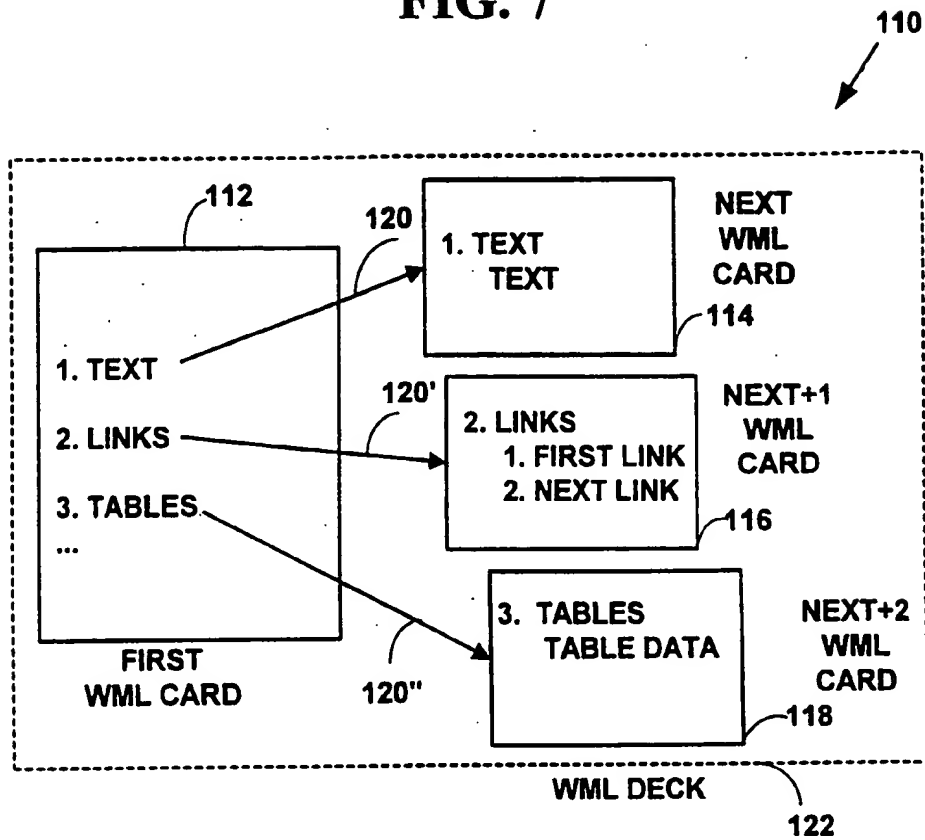 FIG. 7
110
112
120
1. TEXT
2. LINKS
3. TABLES
...
FIRST
WML CARD
1. TEXT
TEXT
NEXT
WML
CARD
114
120'
2. LINKS
1. FIRST LINK
2. NEXT LINK
NEXT+1
WML
CARD
116
120"
3. TABLES
TABLE DATA
NEXT+2
WML
CARD
118
WML DECK
122